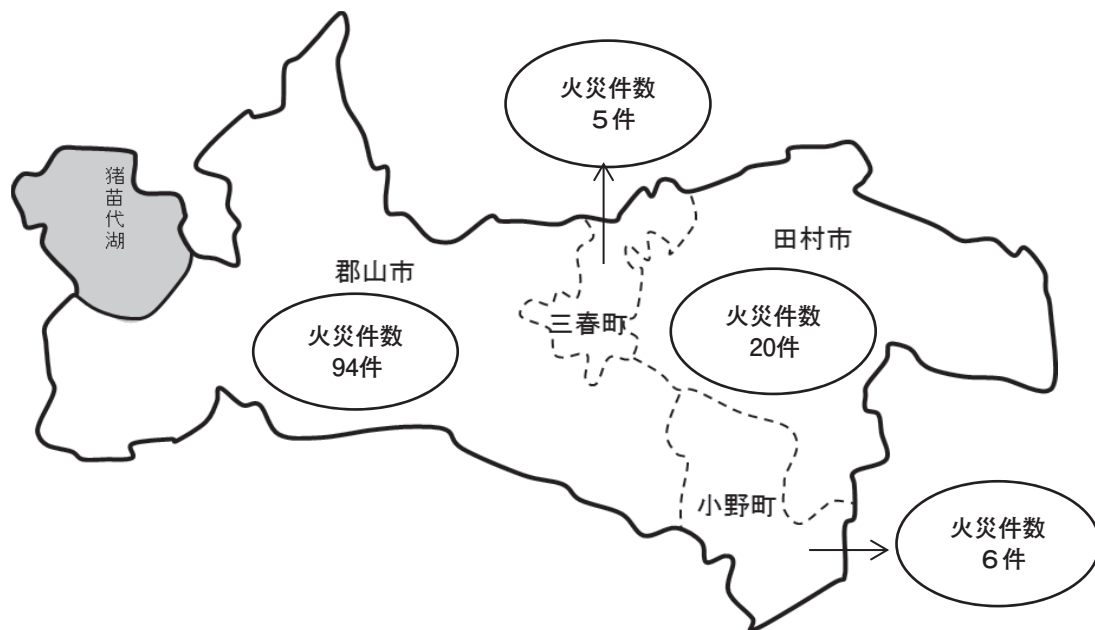 火災件数
５件
猪苗代湖
田村市
郡山市
三春町
火災件数
20件
火災件数
94件
小野町
火災件数
６件